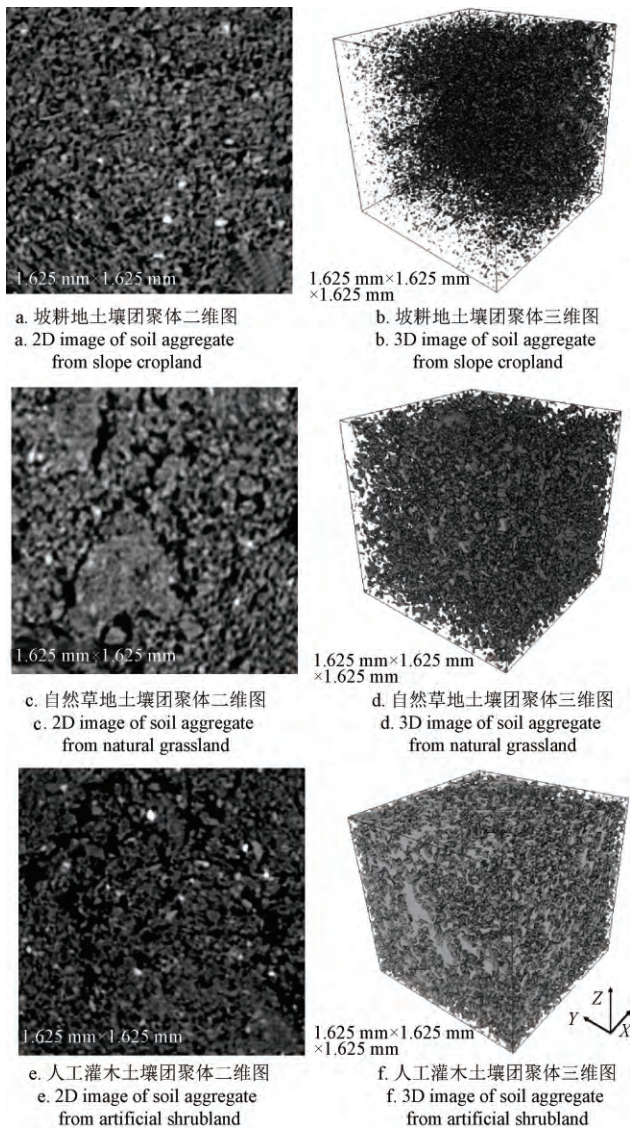 1.625 mm×1.625 mm
1.625 mm×1.625 mm
×1.625 mm
a. 坡耕地土壤团聚体二维图
a. 2D image of soil aggregate
from slope cropland
b. 坡耕地土壤团聚体三维图
b. 3D image of soil aggregate
from slope cropland
1.625 mm×1.625 mm
1.625 mm×1.625 mm
×1.625 mm
c. 自然草地土壤团聚体二维图
c. 2D image of soil aggregate
from natural grassland
d. 自然草地土壤团聚体三维图
d. 3D image of soil aggregate
from natural grassland
1.625 mm×1.625 mm
Z
Y
X
1.625 mm×1.625 mm
×1.625 mm
e. 人工灌木土壤团聚体二维图
e. 2D image of soil aggregate
from artificial shrubland
f. 人工灌木土壤团聚体三维图
f. 3D image of soil aggregate
from artificial shrubland